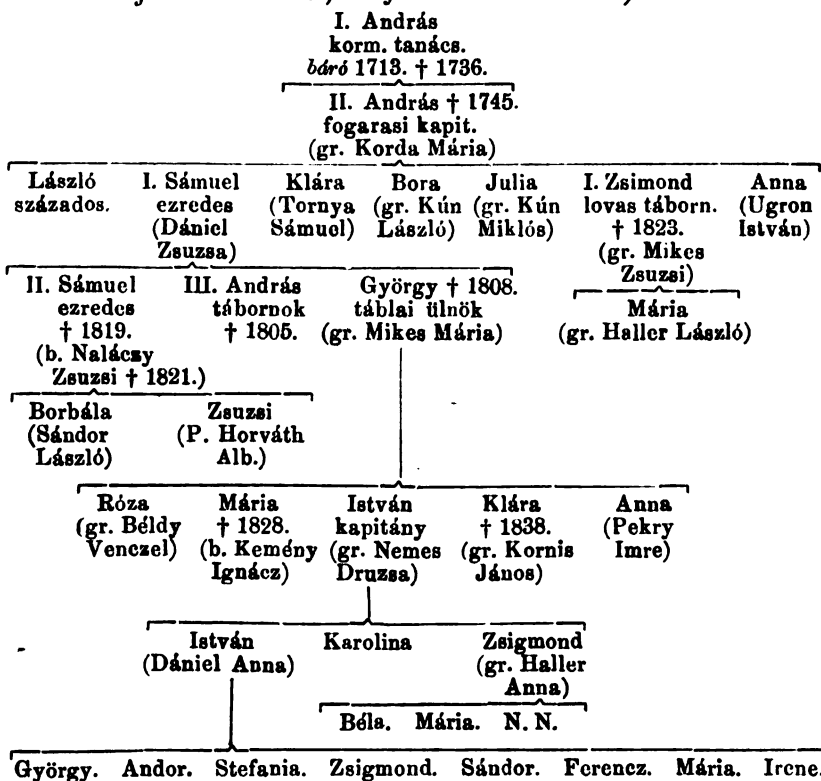 I. András
korm. tanács.
báró 1713. † 1736.
II. András † 1745.
fogarasi kapit.
(gr. Korda Mária)
László I. Sámuel Klára Bora Julia I. Zsimond Anna
százados. ezredes (Tornya (gr. Kún (gr. Kún lovas táborn. (Ugron
(Dániel Sámuel) László) Miklós) † 1823. István)
Zsuzsa) (gr. Mikes
Zsuzsi)
II. Sámuel III. András György † 1808. Mária
ezredes tábornok táblai ülnök (gr. Haller László)
† 1819. † 1805. (gr. Mikes Mária)
(b. Naláczy
Zsuzsi † 1821.)
Borbála Zsuzsi
(Sándor (P. Horváth
László) Alb.)
Róza Mária István Klára Anna
(gr. Béldy † 1828. kapitány † 1838. (Pekry
Venczel) (b. Kemény (gr. Nemes (gr. Kornis Imre)
Ignácz) Druzsa) János)
István Karolina Zsigmond
(Dániel Anna) (gr. Haller
Anna)
Béla. Mária. N. N.
György. Andor. Stefania. Zsigmond. Sándor. Ferencz. Mária. Irene.